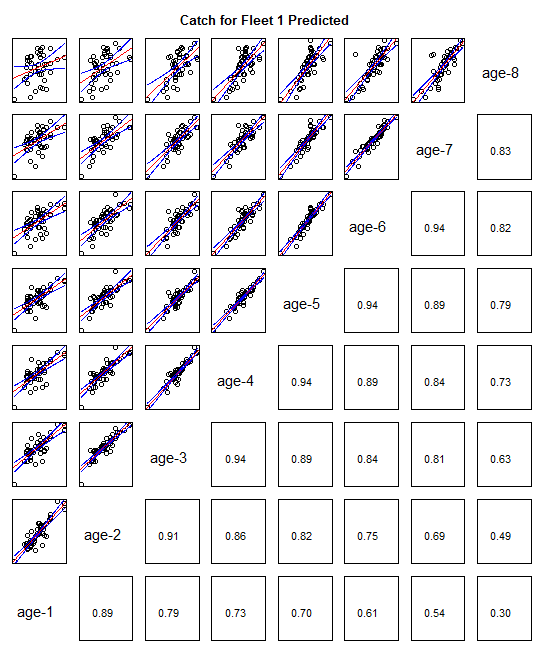 Catch for Fleet 1 Predicted
age-8
age-7 0.83
age-6 0.94 0.82
age-5 0.94 0.89 0.79
age-4 0.94 0.89 0.84 0.73
age-3 0.94 0.89 0.84 0.81 0.63
age-2 0.91 0.86 0.82 0.75 0.69 0.49
age-1 0.89 0.79 0.73 0.70 0.61 0.54 0.30